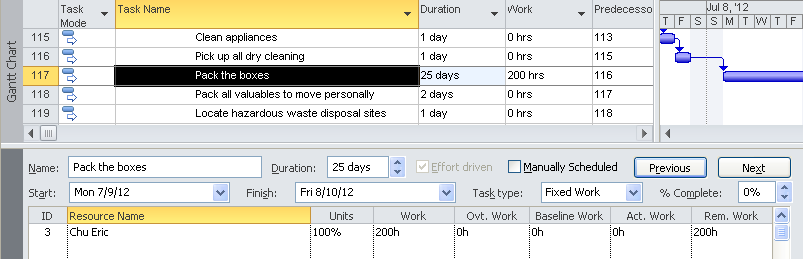 Gantt Chart
Task Mode Task Name Duration Work Predecesso Jul 8, '12
T F S S M T W T F
115 Clean appliances 1 day 0 hrs 113
116 Pick up all dry cleaning 1 day 0 hrs 115
117 Pack the boxes 25 days 200 hrs 116
118 Pack all valuables to move personally 2 days 0 hrs 117
119 Locate hazardous waste disposal sites 1 day 0 hrs 118
Name: Pack the boxes Duration: 25 days Effort driven Manually Scheduled Previous Next
Start: Mon 7/9/12 Finish: Fri 8/10/12 Task type: Fixed Work % Complete: 0%
ID Resource Name Units Work Ovt. Work Baseline Work Act. Work Rem. Work
3 Chu Eric 100% 200h 0h 0h 0h 200h